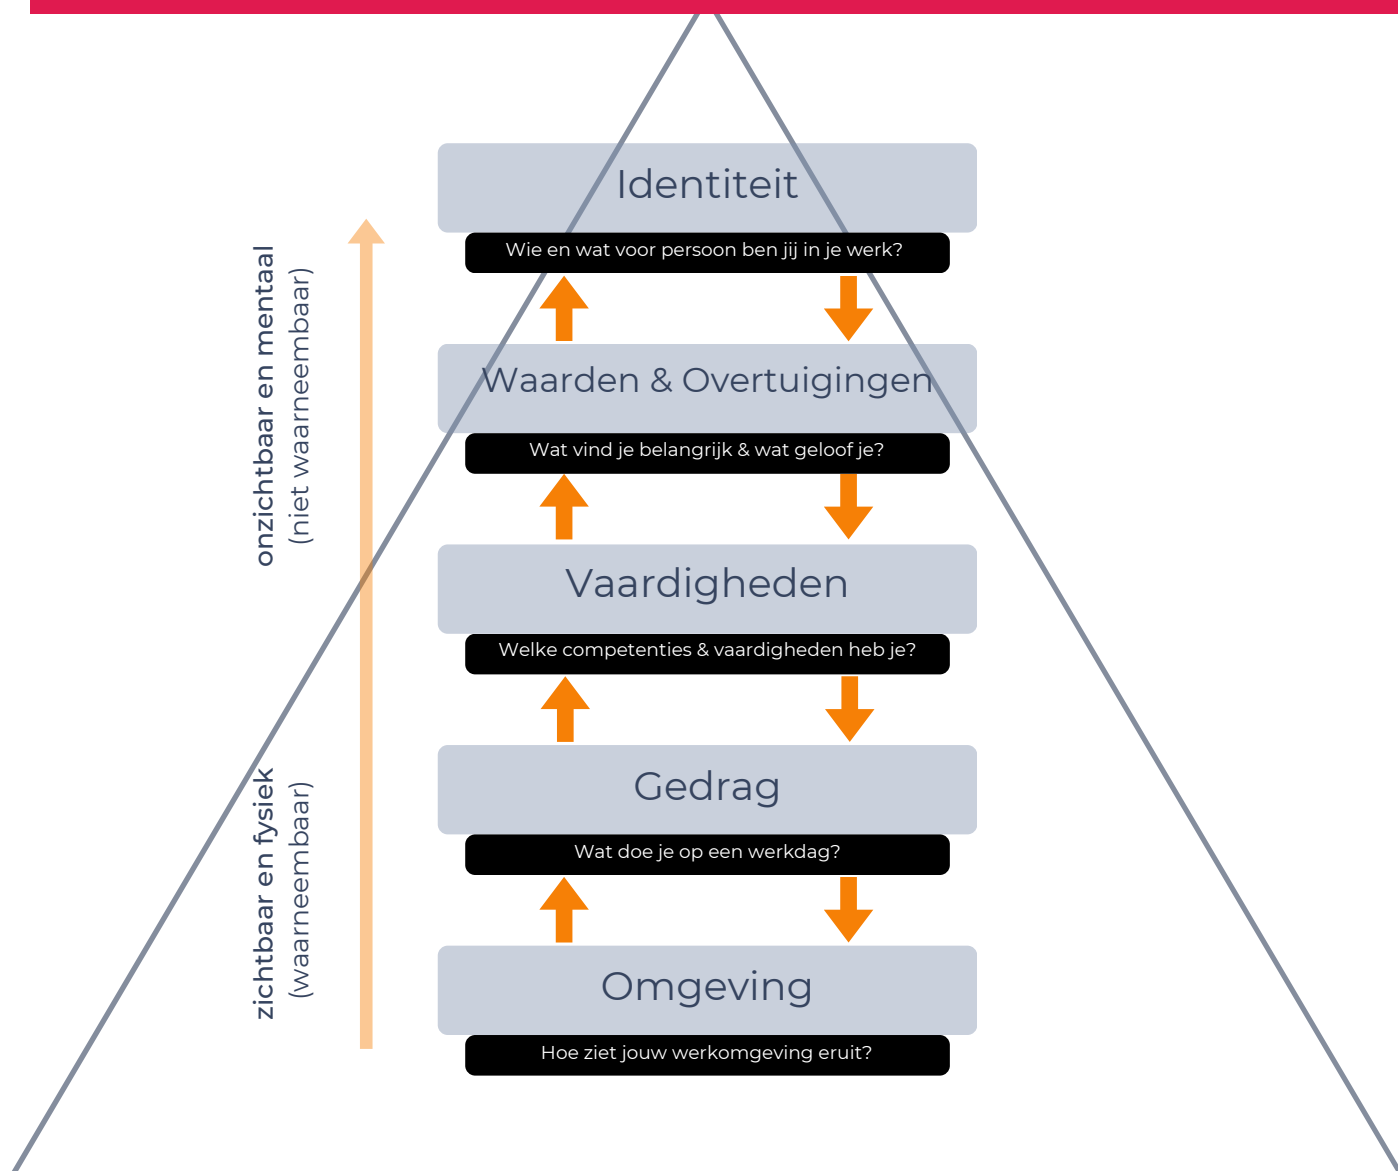 Identiteit
Wie en wat voor persoon ben jij in je werk?
onzichtbaar en mentaal
(niet waarneembaar)
Waarden & Overtuigingen
Wat vind je belangrijk & wat geloof je?
Vaardigheden
Welke competenties & vaardigheden heb je?
zichtbaar en fysiek
(waarneembaar)
Gedrag
Wat doe je op een werkdag?
Omgeving
Hoe ziet jouw werkomgeving eruit?